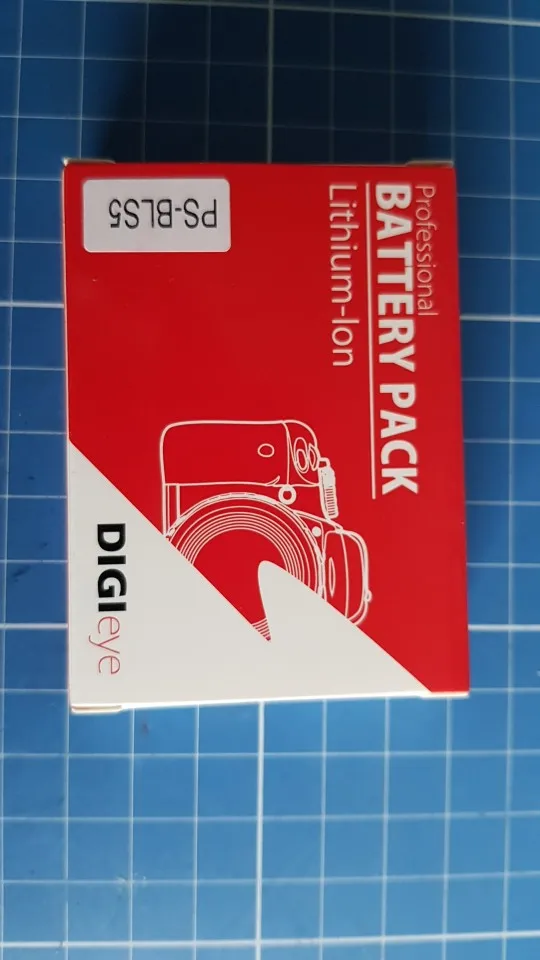 Professional
BATTERY PACK
Lithium-Ion
PS-BLS5
DIGIeye